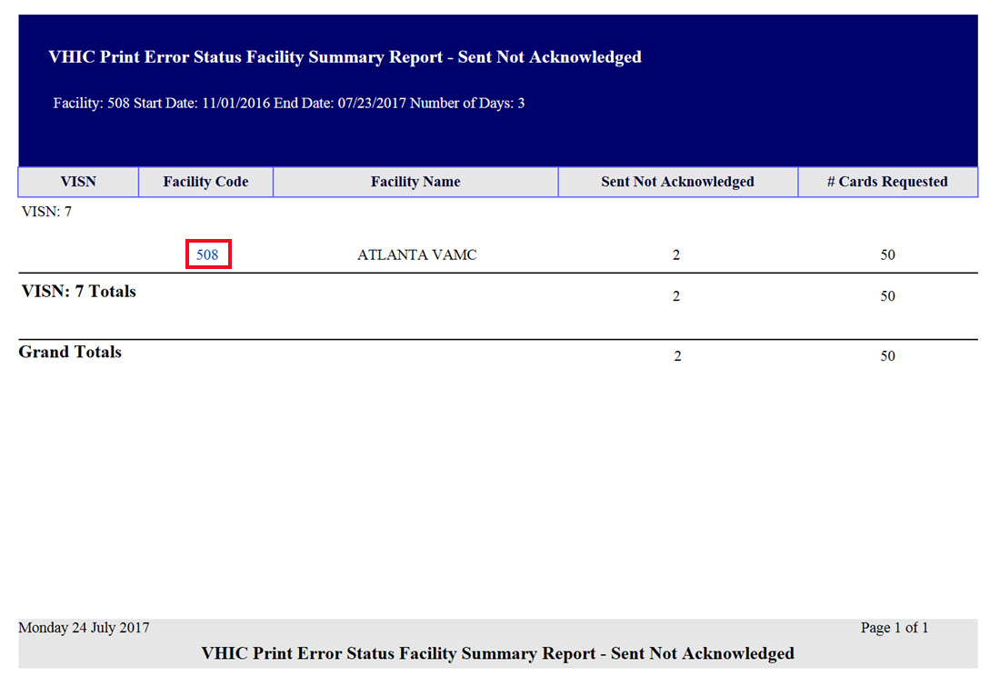 VHIC Print Error Status Facility Summary Report - Sent Not Acknowledged
Facility: 508 Start Date: 11/01/2016 End Date: 07/23/2017 Number of Days: 3
VISN Facility Code Facility Name Sent Not Acknowledged # Cards Requested
VISN: 7
508 ATLANTA VAMC 2 50
VISN: 7 Totals 2 50
Grand Totals 2 50
Monday 24 July 2017 Page 1 of 1
VHIC Print Error Status Facility Summary Report - Sent Not Acknowledged